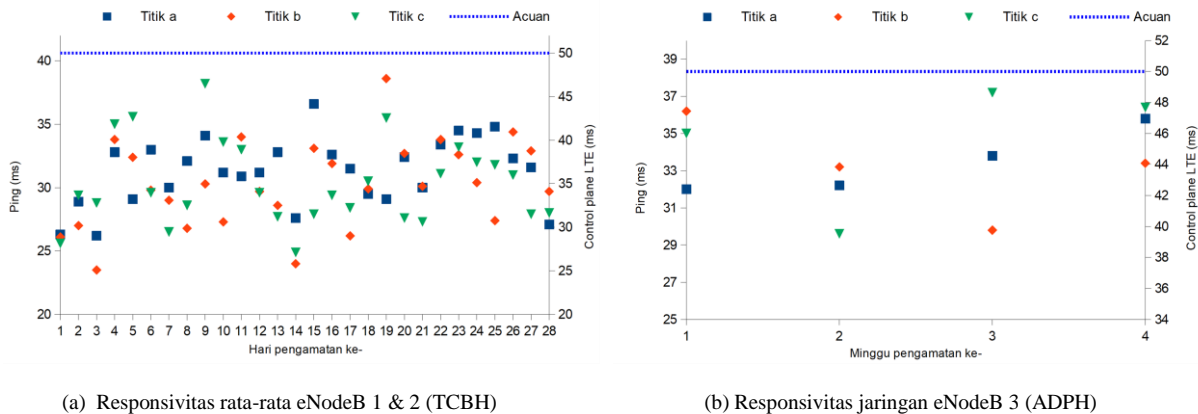 Titik a Titik b Titik c Acuan
40
35
30
25
20
Ping (ms)
50
45
40
35
30
25
20
Control plane LTE (ms)
1 2 3 4 5 6 7 8 9 10 11 12 13 14 15 16 17 18 19 20 21 22 23 24 25 26 27 28
Hari pengamatan ke-
(a) Responsivitas rata-rata eNodeB 1 & 2 (TCBH)
Titik a Titik b Titik c Acuan
39
37
35
33
31
29
27
25
Ping (ms)
52
50
48
46
44
42
40
38
36
34
Control plane LTE (ms)
1 2 3 4
Minggu pengamatan ke-
(b) Responsivitas jaringan eNodeB 3 (ADPH)